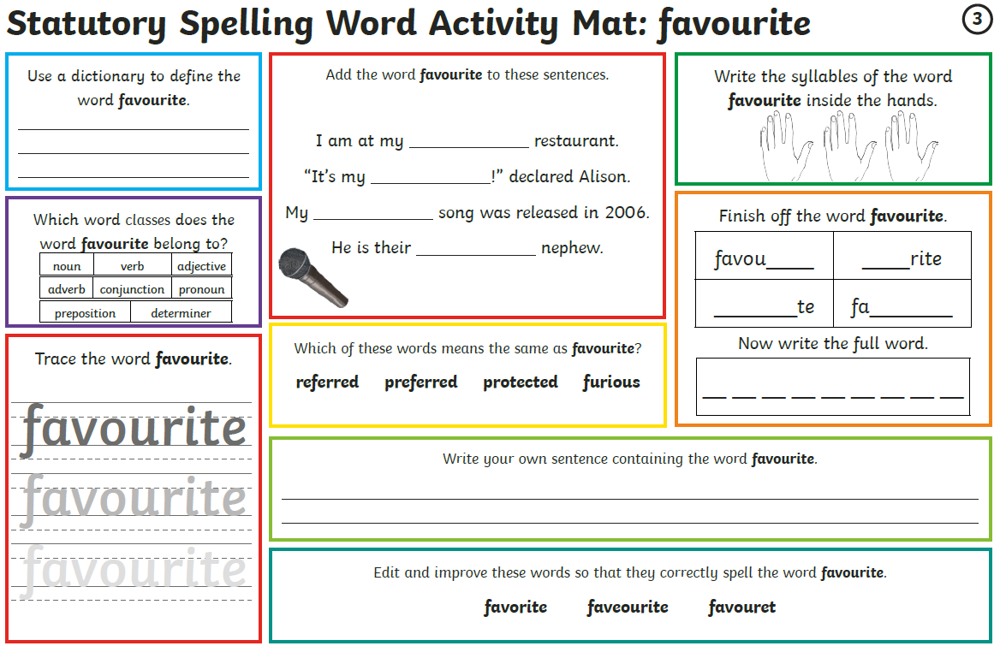 Statutory Spelling Word Activity Mat: favourite
3
Use a dictionary to define the
word favourite.
Which word classes does the
word favourite belong to?
noun verb adjective
adverb conjunction pronoun
preposition determiner
Trace the word favourite.
favourite
favourite
favourite
Add the word favourite to these sentences.
I am at my ______________ restaurant.
“It’s my ______________!” declared Alison.
My ______________ song was released in 2006.
He is their ______________ nephew.
Which of these words means the same as favourite?
referred preferred protected furious
Write the syllables of the word
favourite inside the hands.
Finish off the word favourite.
favou_____ _____rite
_________te fa_________
Now write the full word.
__ __ __ __ __ __ __ __ __
Write your own sentence containing the word favourite.
Edit and improve these words so that they correctly spell the word favourite.
favorite faveourite favouret